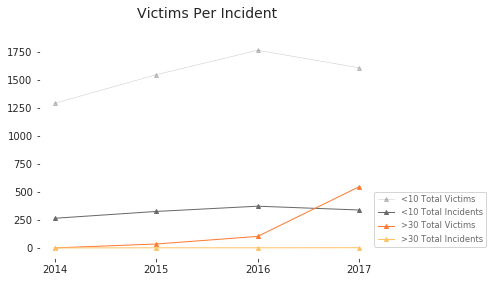 Victims Per Incident
1750
1500
1250
1000
750
500
250
0
2014 2015 2016 2017
<10 Total Victims
<10 Total Incidents
>30 Total Victims
>30 Total Incidents